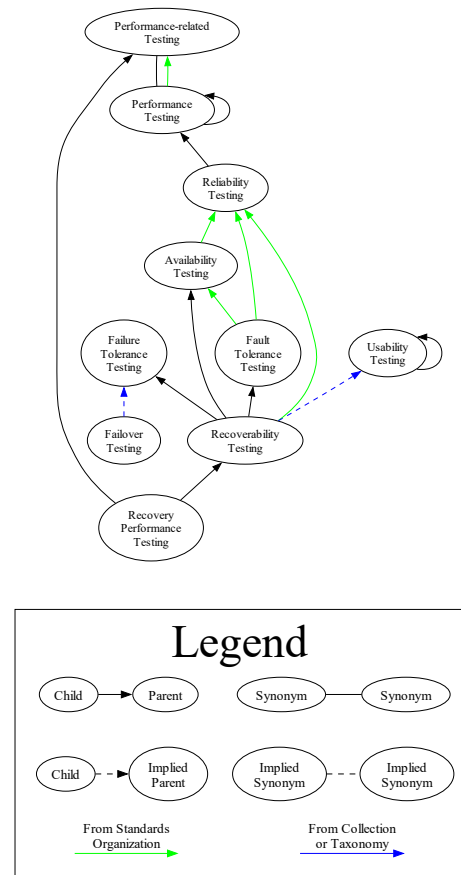 Performance-related
Testing
Performance
Testing
Reliability
Testing
Availability
Testing
Failure
Tolerance
Testing
Fault
Tolerance
Testing
Usability
Testing
Failover
Testing
Recoverability
Testing
Recovery
Performance
Testing
Legend
Child
Parent
Synonym
Synonym
Child
Implied
Parent
Implied
Synonym
Implied
Synonym
From Standards
Organization
From Collection
or Taxonomy